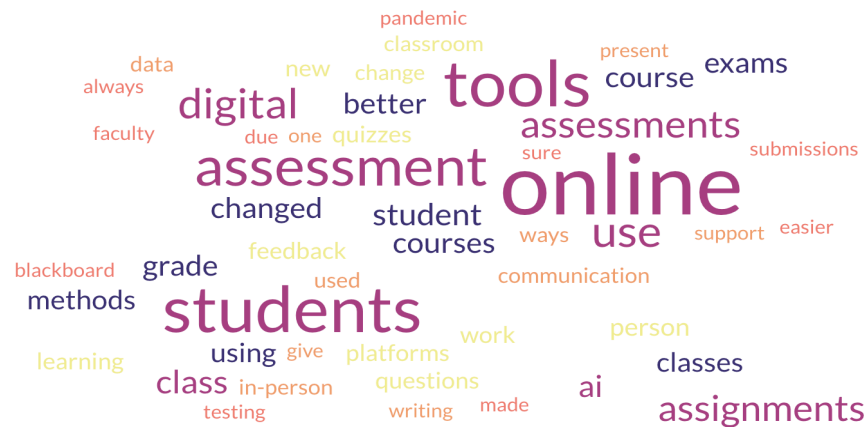 pandemic
classroom
present
data
new
change
tools
course
exams
always
digital
better
assessments
faculty
due
one
quizzes
assessment
sure
submissions
online
changed
student
courses
ways
use
support
easier
blackboard
grade
feedback
used
communication
methods
students
work
person
learning
using
give
platforms
classes
class
in-person
questions
ai
testing
writing
made
assignments